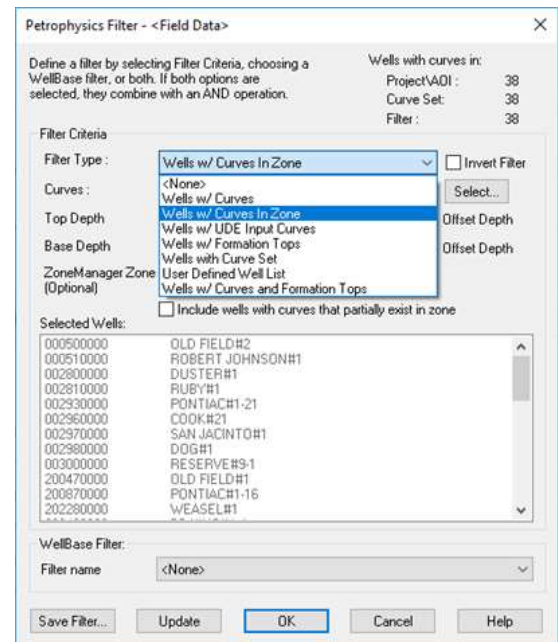 Petrophysics Filter - <Field Data>
Define a filter by selecting Filter Criteria, choosing a
WellBase filter, or both. If both options are
selected, they combine with an AND operation.
Wells with curves in:
Project\AOI : 38
Curve Set: 38
Filter : 38
Filter Criteria
Filter Type : Wells w/ Curves In Zone Invert Filter
Curves : Select...
Top Depth Offset Depth
Base Depth Offset Depth
ZoneManager Zone
(Optional)
<None>
Wells w/ Curves
Wells w/ Curves In Zone
Wells w/ UDE Input Curves
Wells w/ Formation Tops
Wells with Curve Set
User Defined Well List
Wells w/ Curves and Formation Tops
Include wells with curves that partially exist in zone
Selected Wells:
000500000 OLD FIELD#2
000510000 ROBERT JOHNSON#1
002800000 DUSTER#1
002810000 RUBY#1
002930000 PONTIAC#1-21
002960000 COOK#21
002970000 SAN JACINTO#1
002980000 DOG#1
003000000 RESERVE#9-1
200470000 OLD FIELD#1
200870000 PONTIAC#1-16
202280000 WEASEL#1
WellBase Filter:
Filter name <None>
Save Filter... Update OK Cancel Help